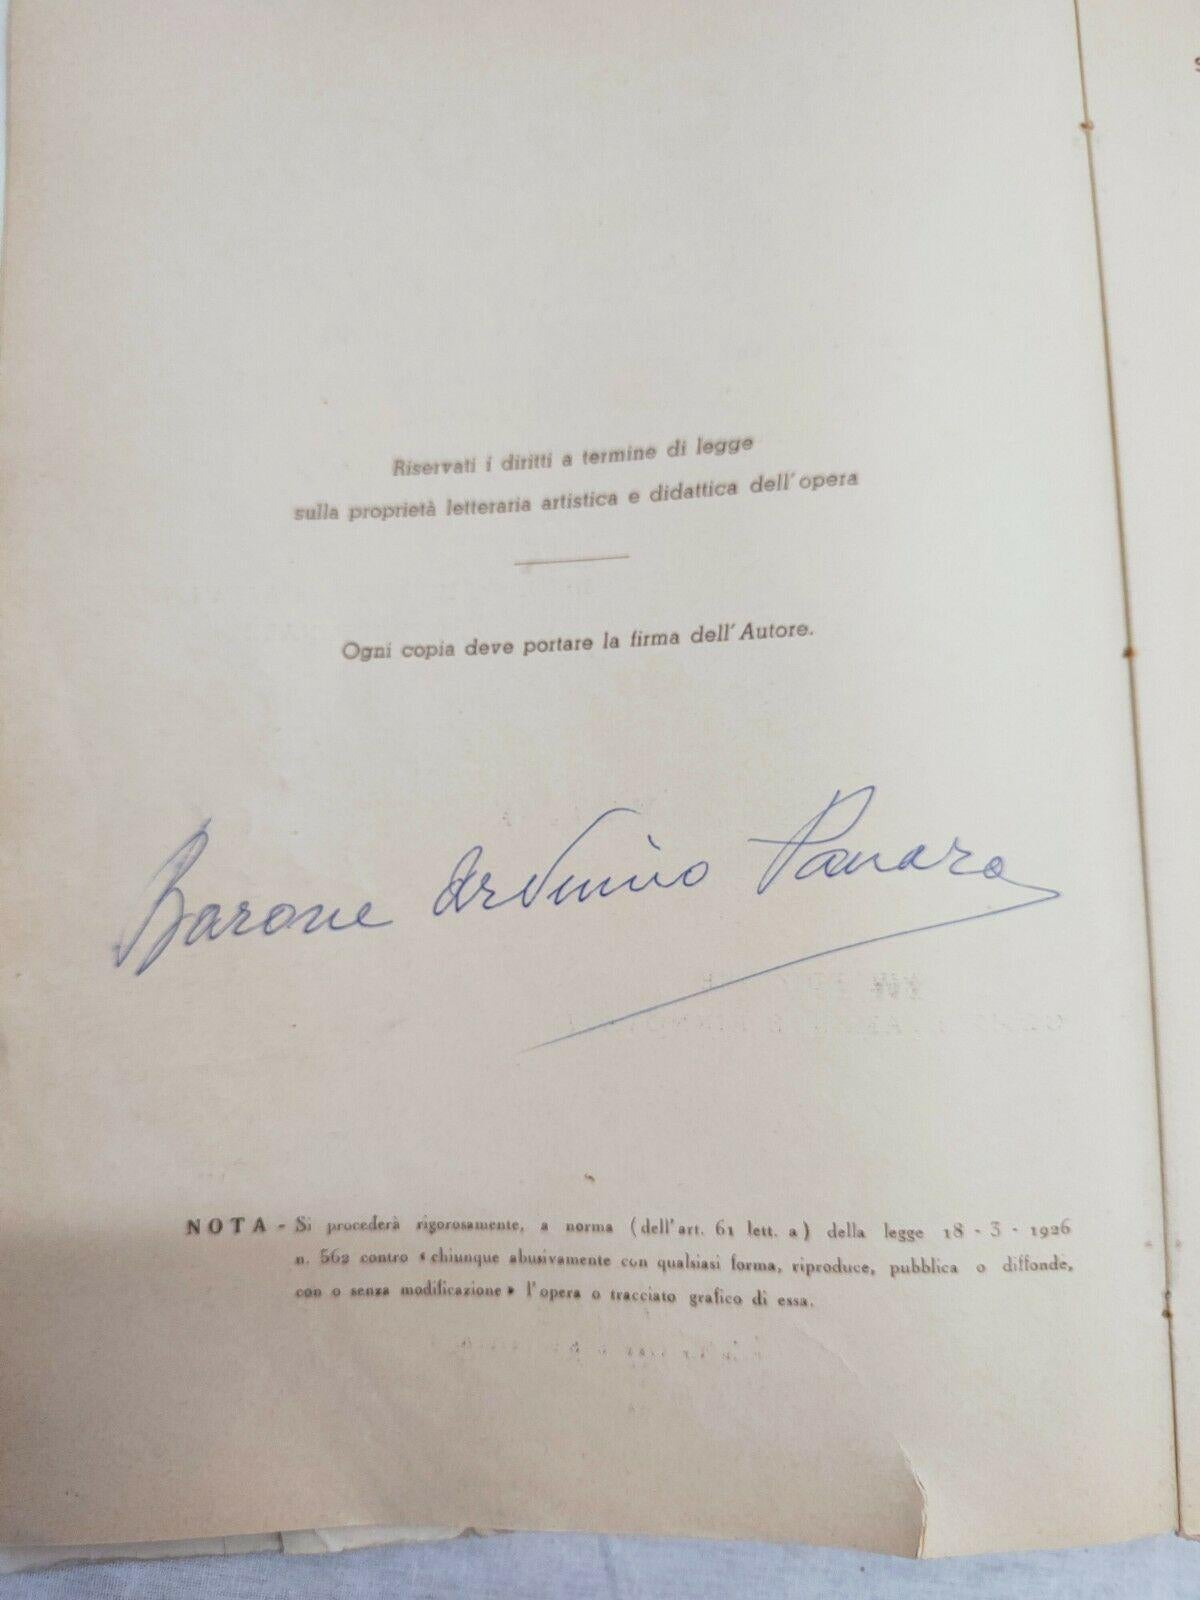 Riservati i diritti a termine di legge
sulla proprietà letteraria artistica e didattica dell'opera
Ogni copia deve portare la firma dell'Autore.
Barone Arduino Panara
NOTA - Si procederà rigorosamente, a norma (dell'art. 61 lett. a) della legge 18 - 3 - 1926
n. 562 contro «chiunque abusivamente con qualsiasi forma, riproduce, pubblica o diffonde,
con o senza modificazione» l'opera o tracciato grafico di essa.